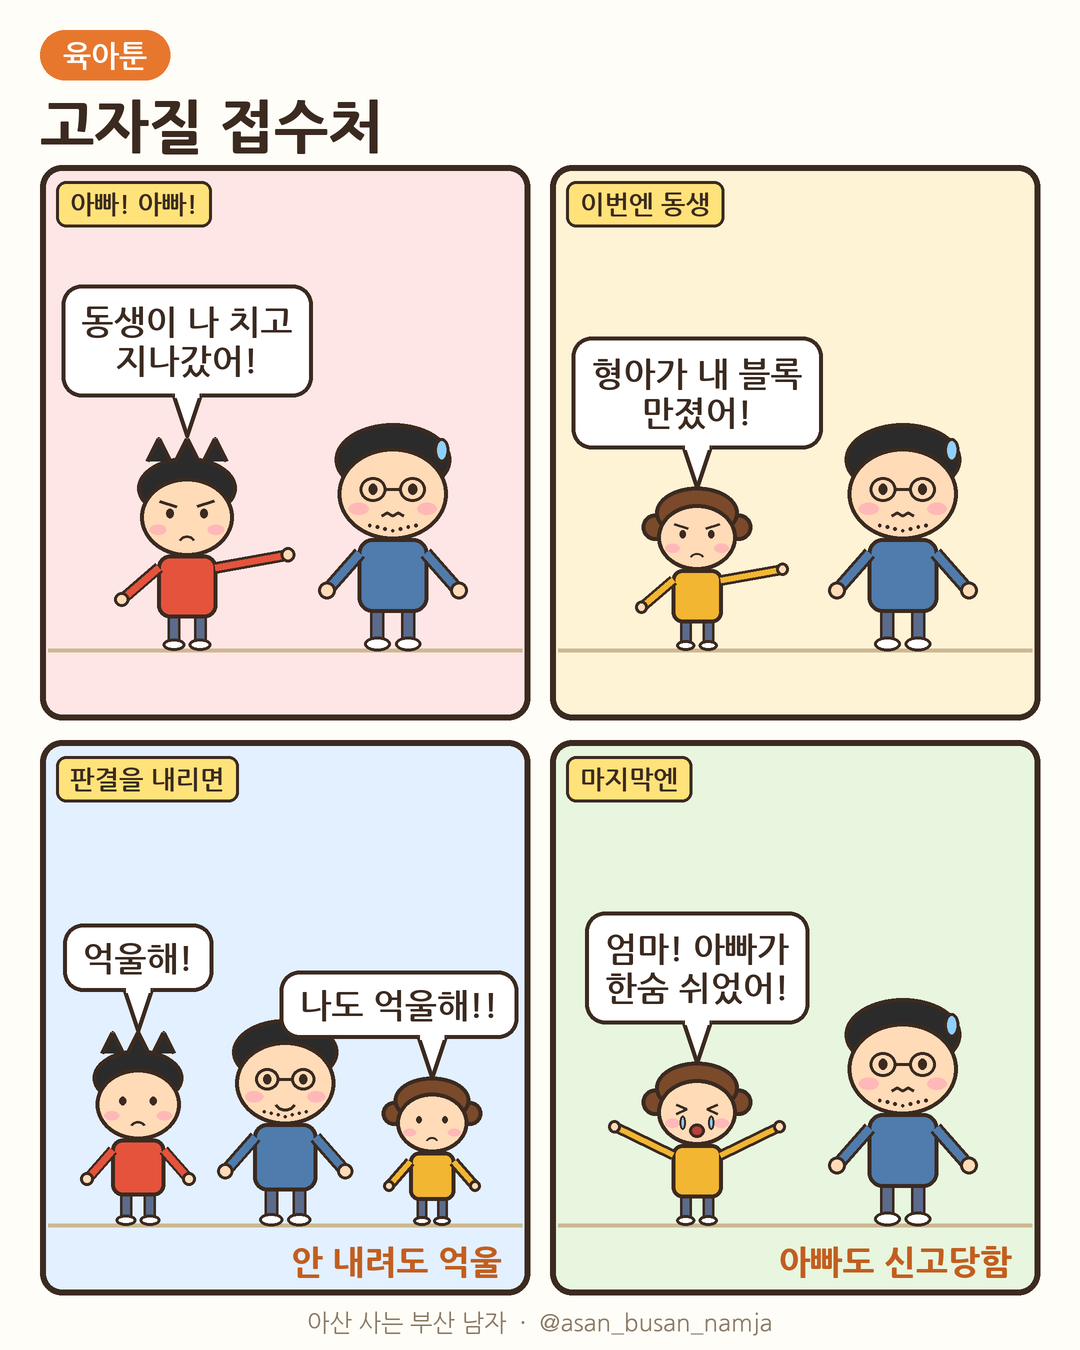 육아툰
고자질 접수처
아빠! 아빠!
동생이 나 치고
지나갔어!
이번엔 동생
형아가 내 블록
만졌어!
판결을 내리면
억울해!
나도 억울해!!
안 내려도 억울
마지막엔
엄마! 아빠가
한숨 쉬었어!
아빠도 신고당함
아산 사는 부산 남자 · @asan_busan_namja